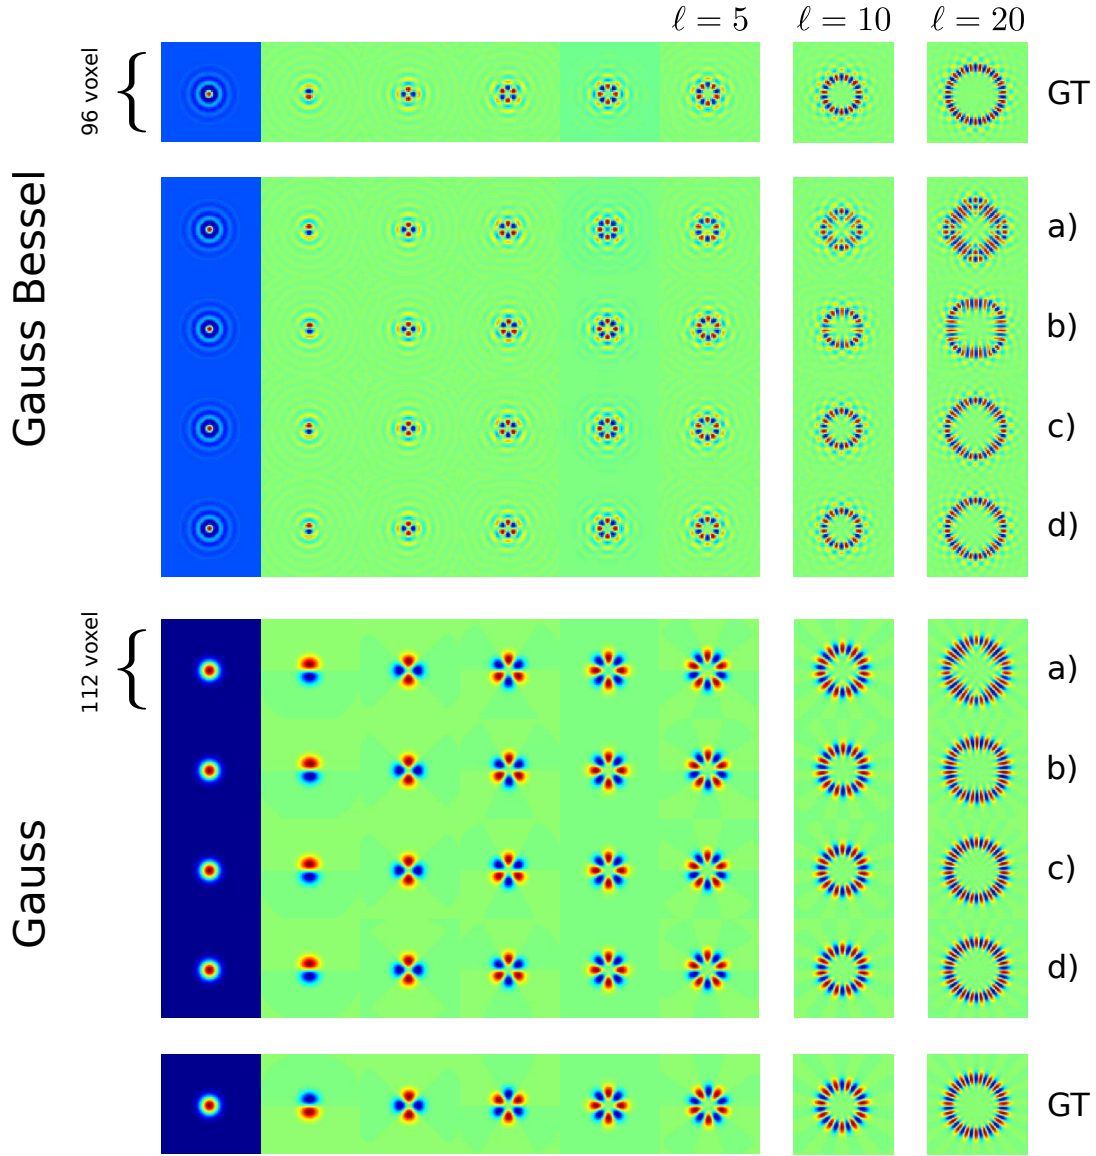 ℓ = 5 ℓ = 10 ℓ = 20
96 voxel
GT
Gauss Bessel
a)
b)
c)
d)
112 voxel
Gauss
a)
b)
c)
d)
GT